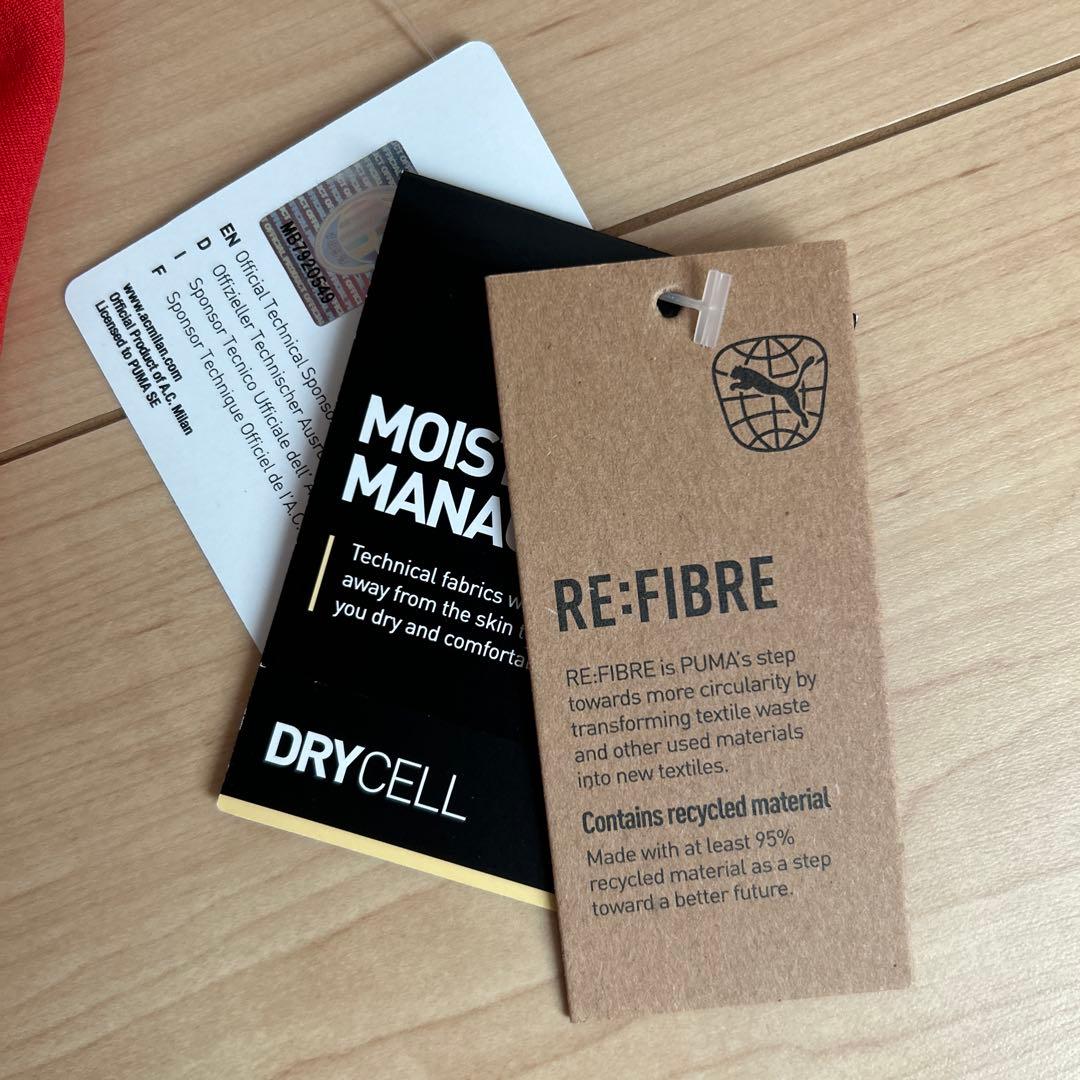 MB7920549
EN Official Technical Sponsor
D Offizieller Technischer
I Sponsor Tecnico Ufficiale dell'
F Sponsor Technique Officiel de l'A.C.
www.acmilan.com
Official Product of A.C. Milan
Licensed to PUMA SE
MOIS
MANA
Technical fabrics
away from the skin
you dry and
DRYCELL
RE:FIBRE
RE:FIBRE is PUMA's step
towards more circularity by
transforming textile waste
and other used materials
into new textiles.
Contains recycled material
Made with at least 95%
recycled material as a step
toward a better future.